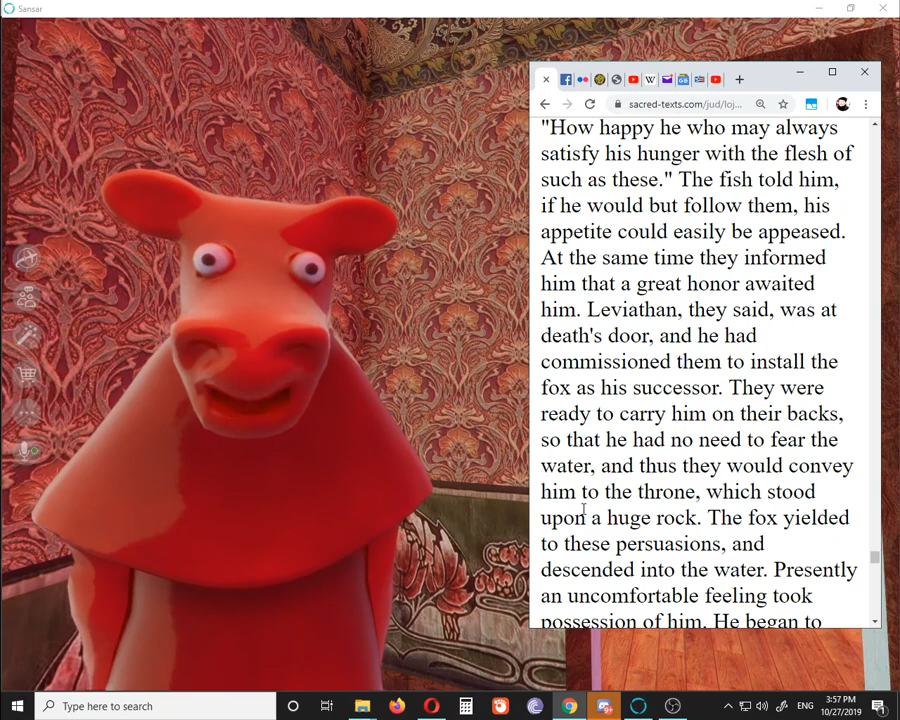 Sansar
sacred-texts.com/jud/loj...
"How happy he who may always
satisfy his hunger with the flesh of
such as these." The fish told him,
if he would but follow them, his
appetite could easily be appeased.
At the same time they informed
him that a great honor awaited
him. Leviathan, they said, was at
death's door, and he had
commissioned them to install the
fox as his successor. They were
ready to carry him on their backs,
so that he had no need to fear the
water, and thus they would convey
him to the throne, which stood
upon a huge rock. The fox yielded
to these persuasions, and
descended into the water. Presently
an uncomfortable feeling took
possession of him. He began to
Type here to search
3:57 PM
10/27/2019